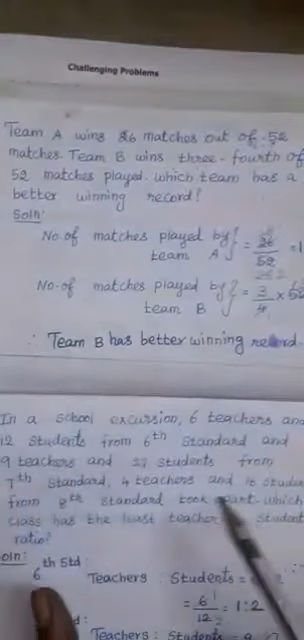 Challenging Problems
Team A wins 26 matches out of 52
matches. Team B wins three-fourth of
52 matches played. which team has a
better winning record?
Soln:
No. of matches played by team A } = 26/52
No. of matches played by team B } = 3/4 ×
∴ Team B has better winning record.
In a school excursion, 6 teachers and
12 students from 6th standard and
9 teachers and 27 students from
7th standard, 4 teachers and 16
from 8th standard took part. which
class has the least teacher student
ratio?
Soln:
6th Std
Teachers : Students =
= 6/12 = 1:2
Teachers : Students